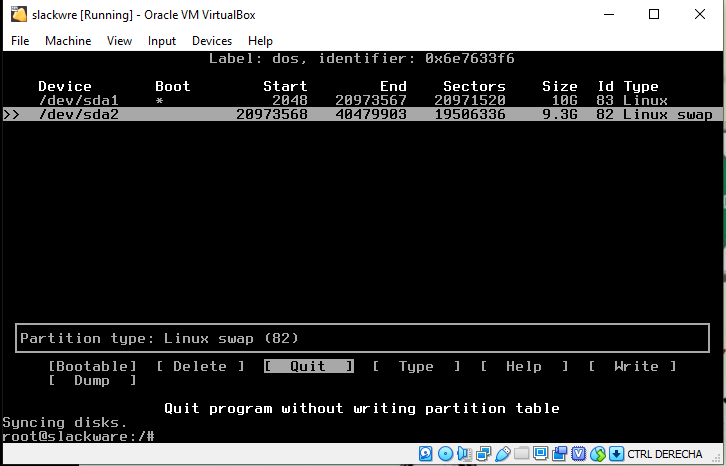 slackwre [Running] - Oracle VM VirtualBox
File Machine View Input Devices Help
Label: dos, identifier: 0x6e7633f6
Device Boot Start End Sectors Size Id Type
/dev/sda1 * 2048 20973567 20971520 10G 83 Linux
>> /dev/sda2 20973568 40479903 19506336 9.3G 82 Linux swap
Partition type: Linux swap (82)
[Bootable] [ Delete ] [ Quit ] [ Type ] [ Help ] [ Write ]
[ Dump ]
Quit program without writing partition table
Syncing disks.
root@slackware:/#
CTRL DERECHA